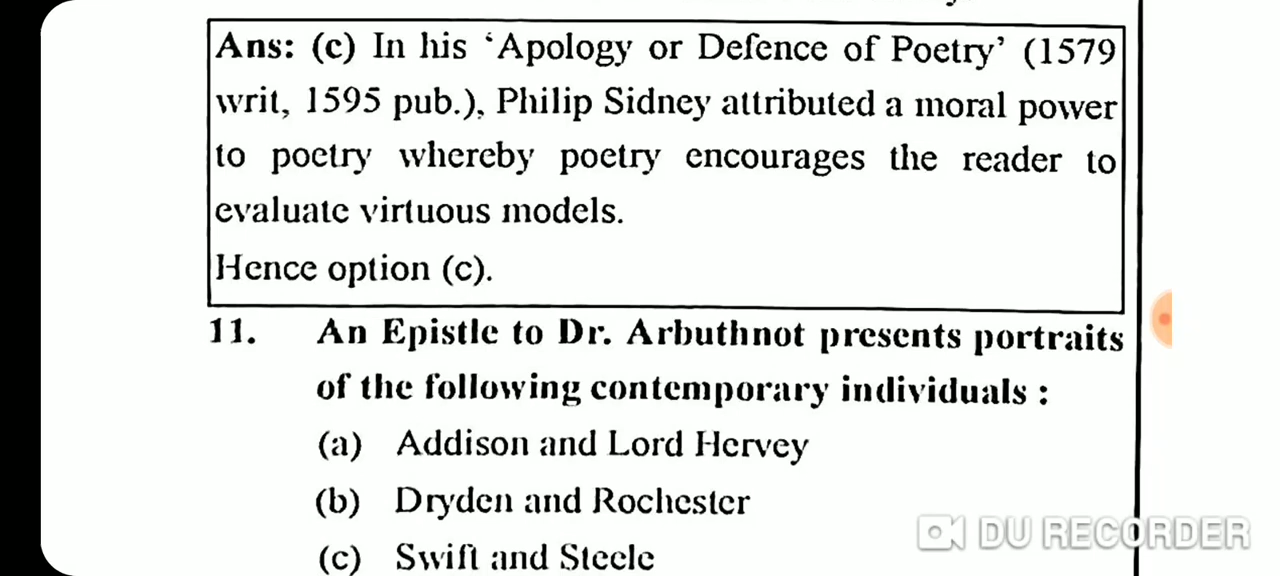 Ans: (c) In his ‘Apology or Defence of Poetry’ (1579
writ, 1595 pub.), Philip Sidney attributed a moral power
to poetry whereby poetry encourages the reader to
evaluate virtuous models.
Hence option (c).
11. An Epistle to Dr. Arbuthnot presents portraits
of the following contemporary individuals :
(a) Addison and Lord Hervey
(b) Dryden and Rochester
(c) Swift and Steele
DU RECORDER